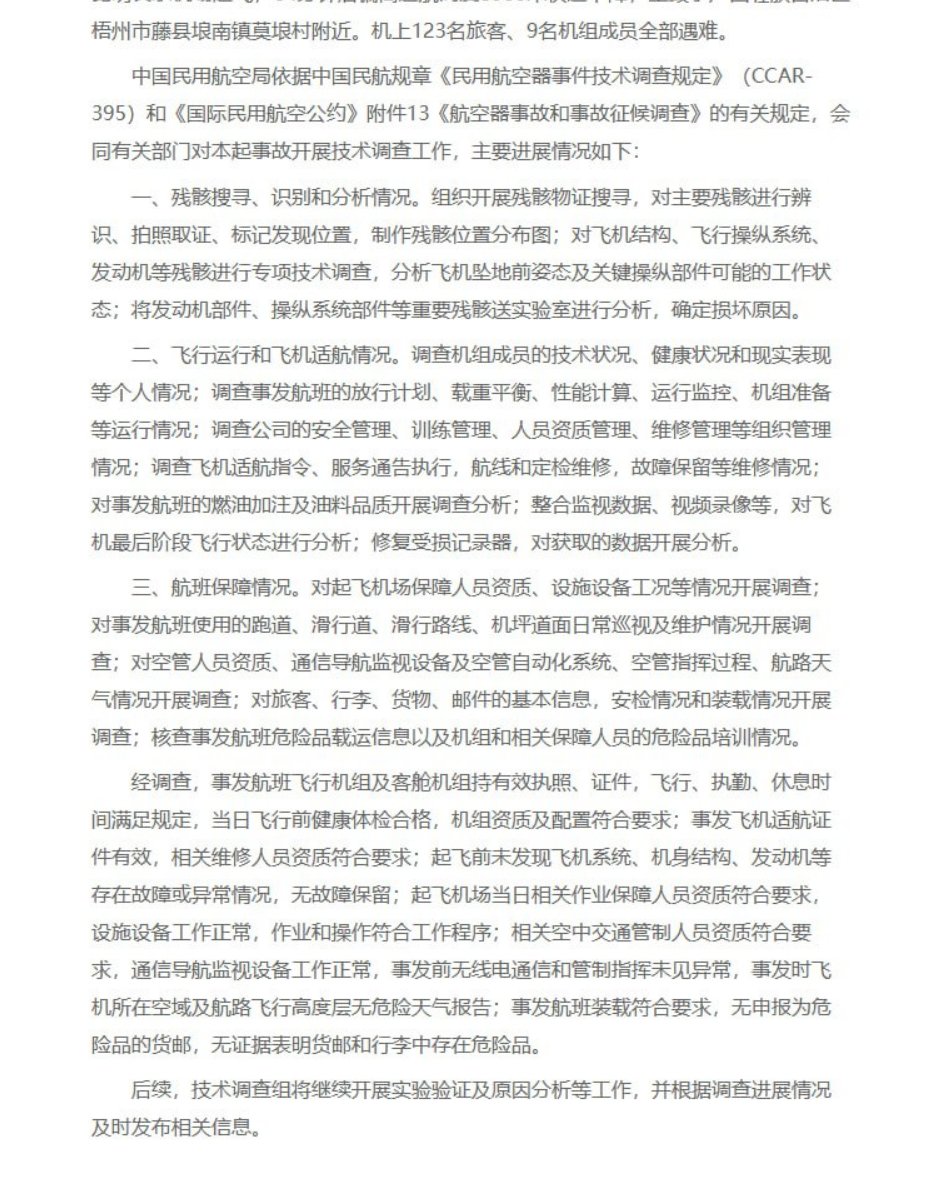 梧州市藤县埌南镇莫埌村附近。机上123名旅客、9名机组成员全部遇难。
中国民用航空局依据中国民航规章《民用航空器事件技术调查规定》（CCAR-
395）和《国际民用航空公约》附件13《航空器事故和事故征候调查》的有关规定，会
同有关部门对本起事故开展技术调查工作，主要进展情况如下：
一、残骸搜寻、识别和分析情况。组织开展残骸物证搜寻，对主要残骸进行辨
识、拍照取证、标记发现位置，制作残骸位置分布图；对飞机结构、飞行操纵系统、
发动机等残骸进行专项技术调查，分析飞机坠地前姿态及关键操纵部件可能的工作状
态；将发动机部件、操纵系统部件等重要残骸送实验室进行分析，确定损坏原因。
二、飞行运行和飞机适航情况。调查机组成员的技术状况、健康状况和现实表现
等个人情况；调查事发航班的放行计划、载重平衡、性能计算、运行监控、机组准备
等运行情况；调查公司的安全管理、训练管理、人员资质管理、维修管理等组织管理
情况；调查飞机适航指令、服务通告执行，航线和定检维修，故障保留等维修情况；
对事发航班的燃油加注及油料品质开展调查分析；整合监视数据、视频录像等，对飞
机最后阶段飞行状态进行分析；修复受损记录器，对获取的数据开展分析。
三、航班保障情况。对起飞机场保障人员资质、设施设备工况等情况开展调查；
对事发航班使用的跑道、滑行道、滑行路线、机坪道面日常巡视及维护情况开展调
查；对空管人员资质、通信导航监视设备及空管自动化系统、空管指挥过程、航路天
气情况开展调查；对旅客、行李、货物、邮件的基本信息，安检情况和装载情况开展
调查；核查事发航班危险品载运信息以及机组和相关保障人员的危险品培训情况。
经调查，事发航班飞行机组及客舱机组持有效执照、证件，飞行、执勤、休息时
间满足规定，当日飞行前健康体检合格，机组资质及配置符合要求；事发飞机适航证
件有效，相关维修人员资质符合要求；起飞前未发现飞机系统、机身结构、发动机等
存在故障或异常情况，无故障保留；起飞机场当日相关作业保障人员资质符合要求，
设施设备工作正常，作业和操作符合工作程序；相关空中交通管制人员资质符合要
求，通信导航监视设备工作正常，事发前无线电通信和管制指挥未见异常，事发时飞
机所在空域及航路飞行高度层无危险天气报告；事发航班装载符合要求，无申报为危
险品的货邮，无证据表明货邮和行李中存在危险品。
后续，技术调查组将继续开展实验验证及原因分析等工作，并根据调查进展情况
及时发布相关信息。